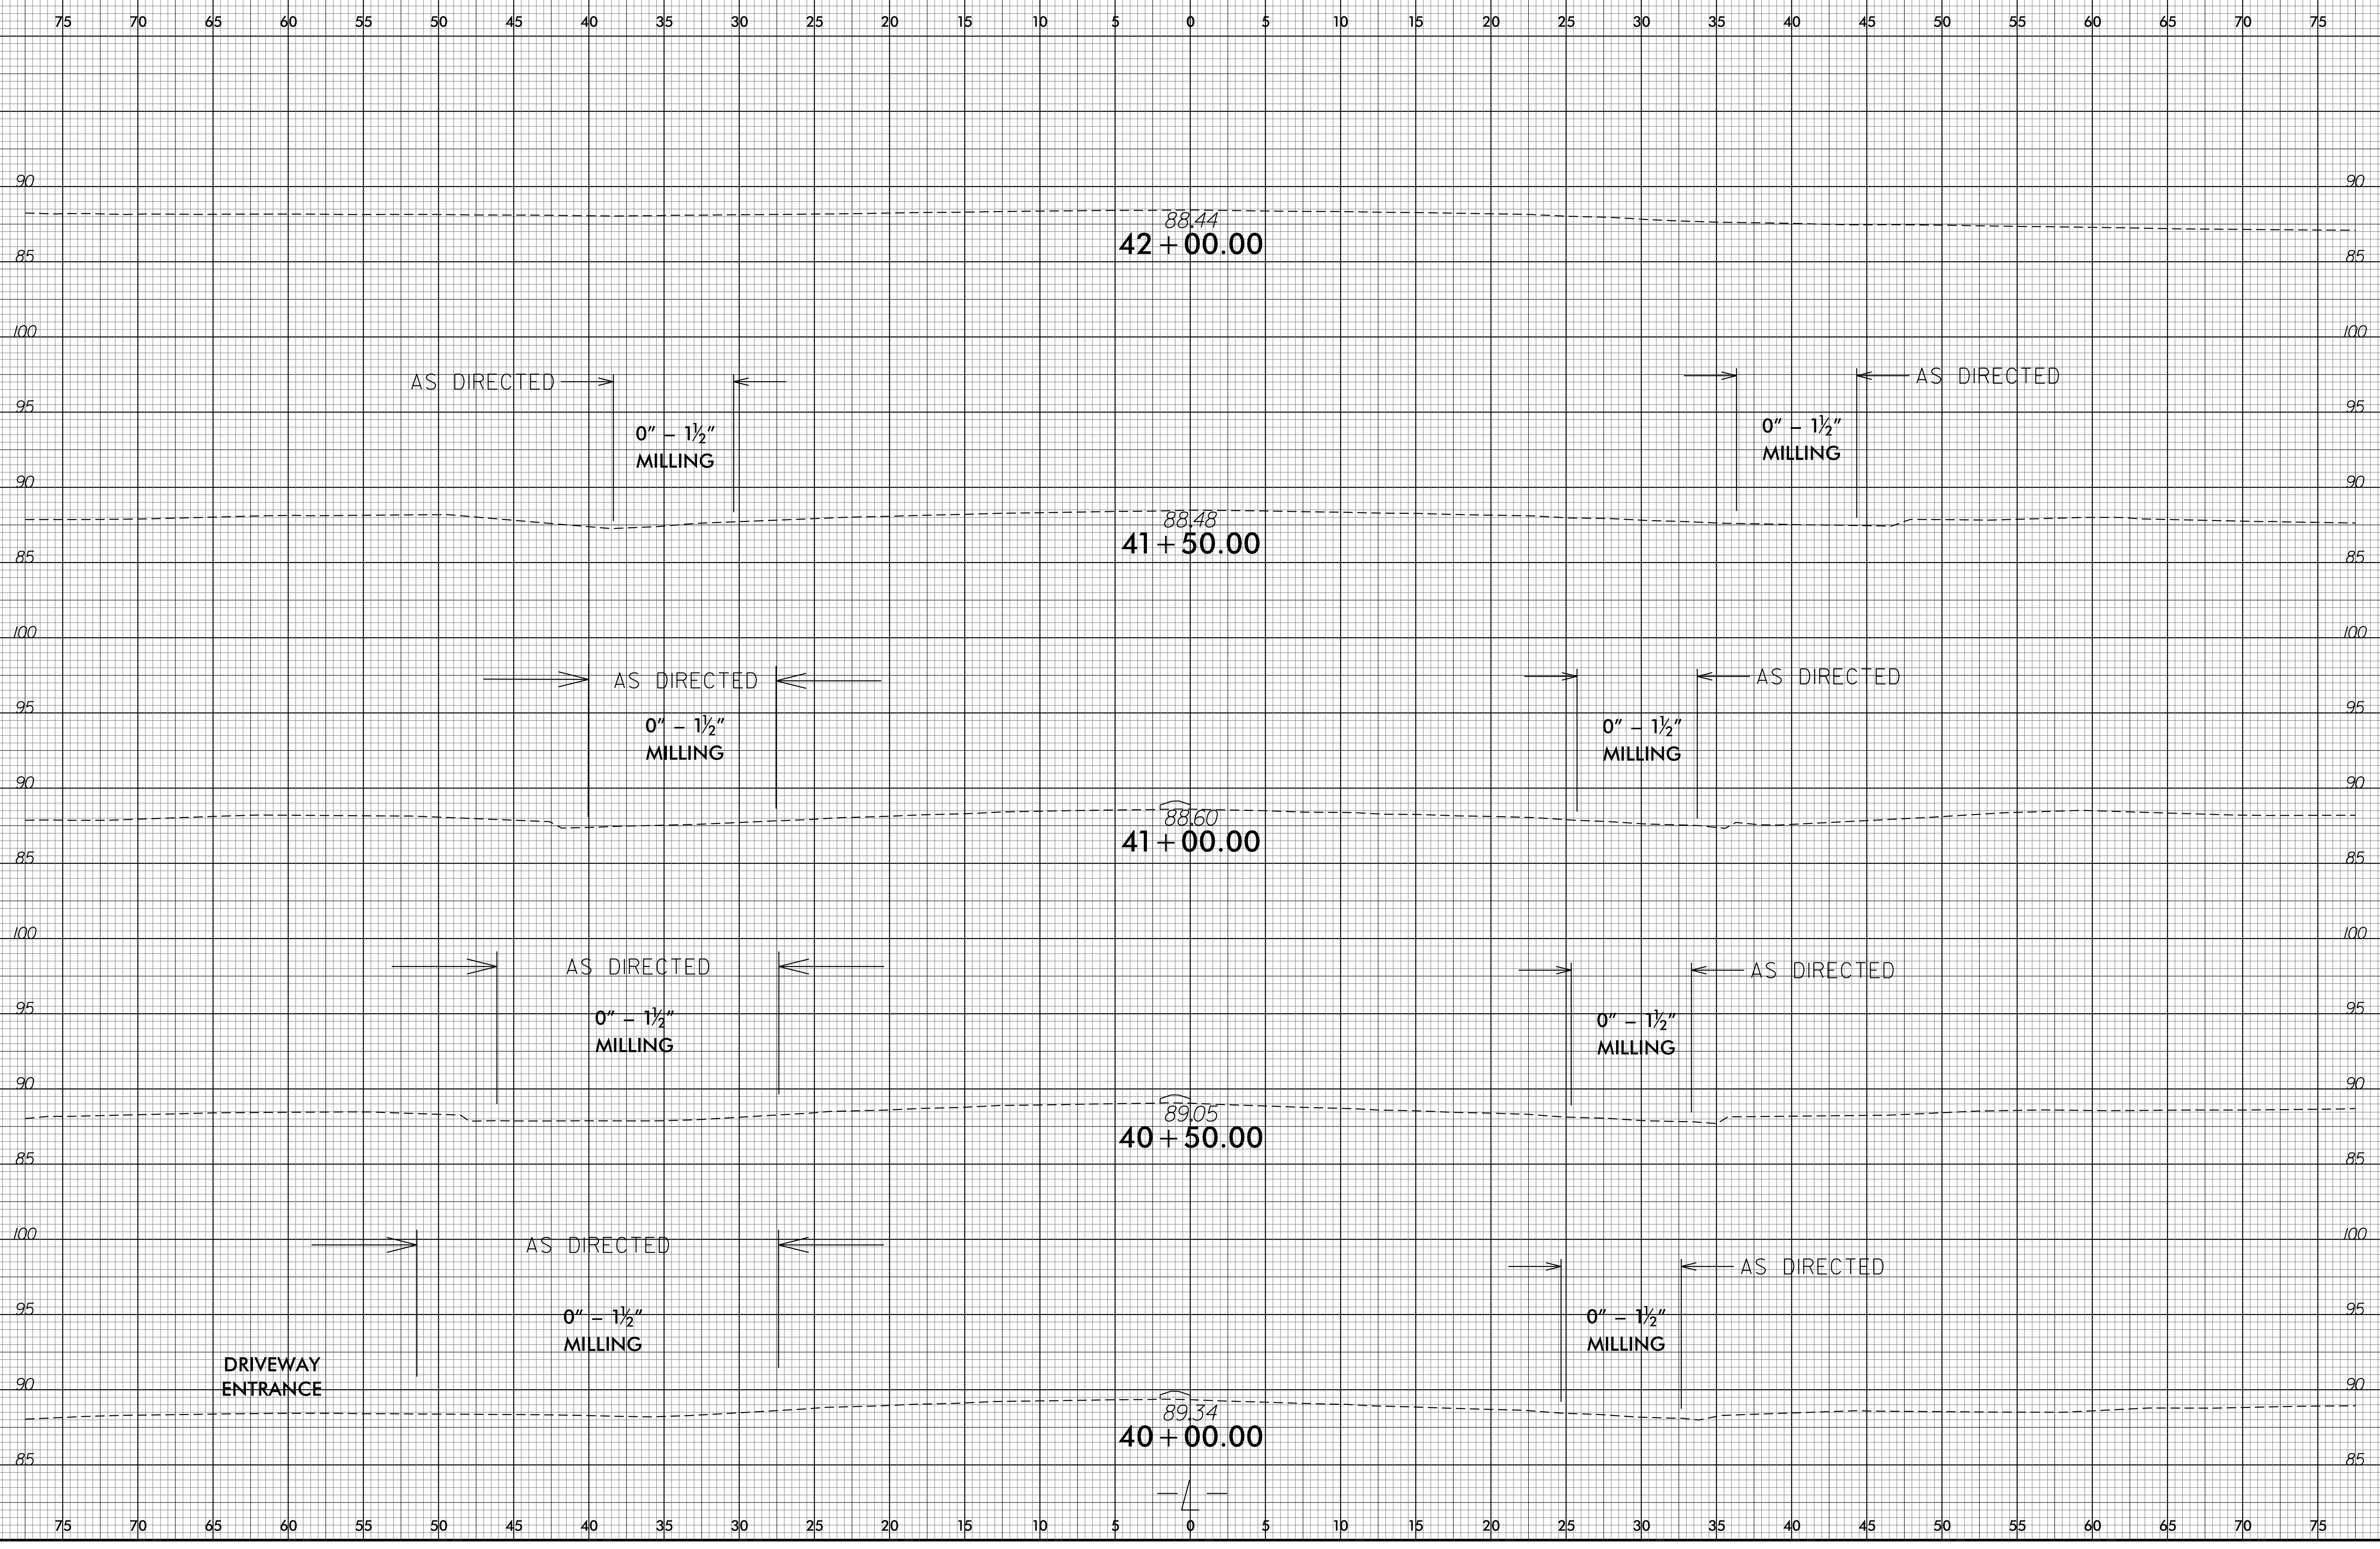 75 70 65 60 55 50 45 40 35 30 25 20 15 10 5 0 5 10 15 20 25 30 35 40 45 50 55 60 65 70 75
90 90
88.44
42+00.00
85 85
100 100
AS DIRECTED AS DIRECTED
95 95
0" – 1½" 0" – 1½"
MILLING MILLING
90 90
88.48
41+50.00
85 85
100 100
AS DIRECTED AS DIRECTED
95 95
0" – 1½" 0" – 1½"
MILLING MILLING
90 90
88.60
41+00.00
85 85
100 100
AS DIRECTED AS DIRECTED
95 95
0" – 1½" 0" – 1½"
MILLING MILLING
90 90
89.05
40+50.00
85 85
100 100
AS DIRECTED AS DIRECTED
95 95
0" – 1½" 0" – 1½"
MILLING MILLING
DRIVEWAY
ENTRANCE
90 90
89.34
40+00.00
85 85
-L-
75 70 65 60 55 50 45 40 35 30 25 20 15 10 5 0 5 10 15 20 25 30 35 40 45 50 55 60 65 70 75